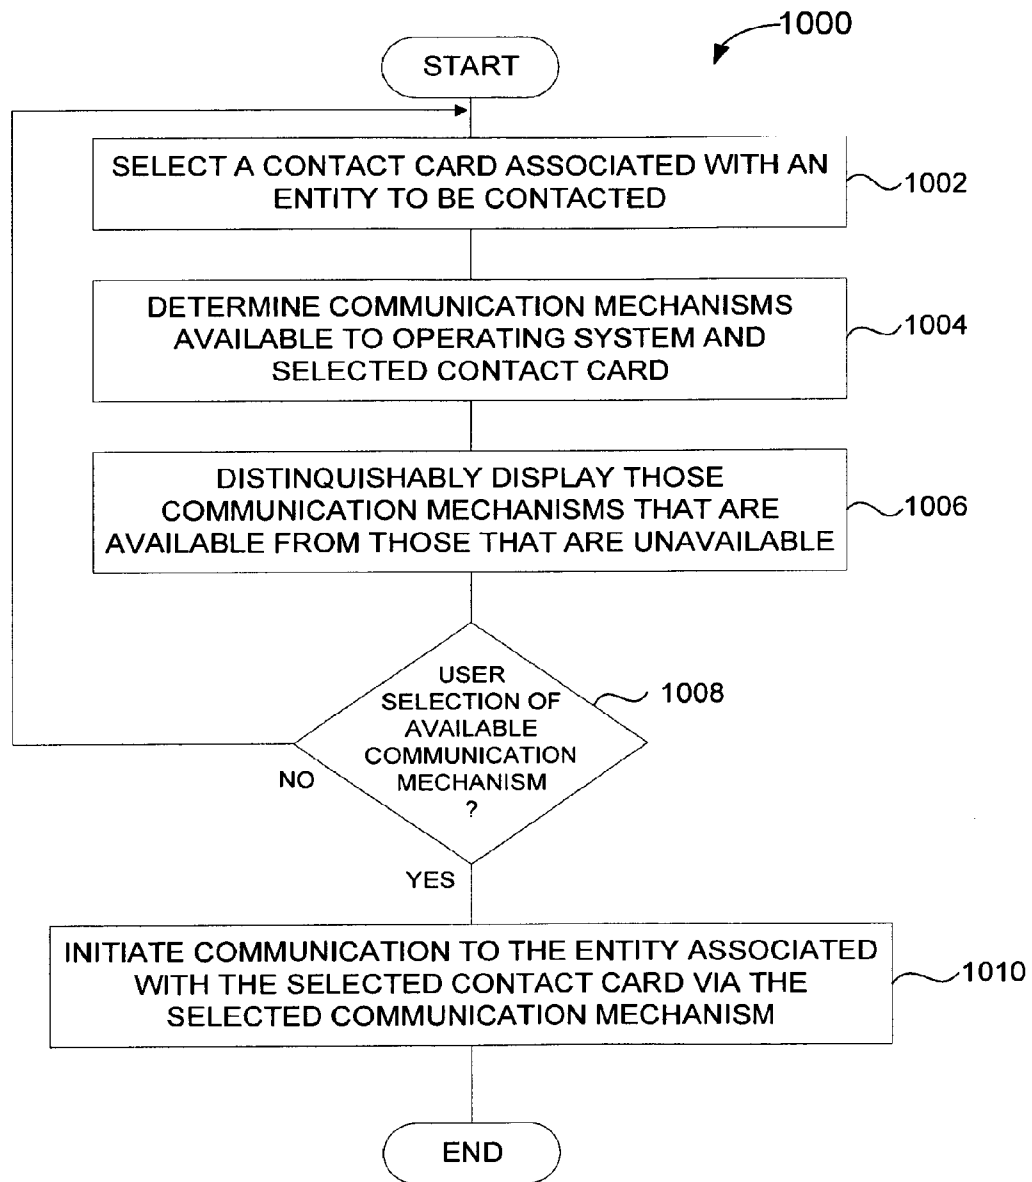 1000
START
SELECT A CONTACT CARD ASSOCIATED WITH AN
ENTITY TO BE CONTACTED
1002
DETERMINE COMMUNICATION MECHANISMS
AVAILABLE TO OPERATING SYSTEM AND
SELECTED CONTACT CARD
1004
DISTINQUISHABLY DISPLAY THOSE
COMMUNICATION MECHANISMS THAT ARE
AVAILABLE FROM THOSE THAT ARE UNAVAILABLE
1006
USER
SELECTION OF
AVAILABLE
COMMUNICATION
MECHANISM
?
1008
NO
YES
INITIATE COMMUNICATION TO THE ENTITY ASSOCIATED
WITH THE SELECTED CONTACT CARD VIA THE
SELECTED COMMUNICATION MECHANISM
1010
END